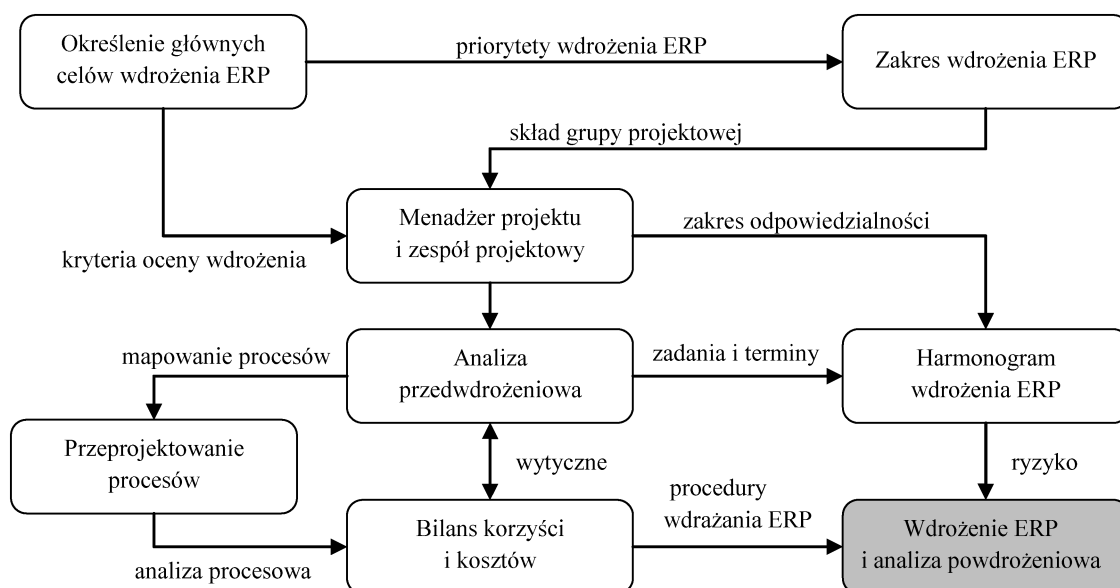 Określenie głównych
celów wdrożenia ERP
priorytety wdrożenia ERP
Zakres wdrożenia ERP
skład grupy projektowej
Menadżer projektu
i zespół projektowy
zakres odpowiedzialności
kryteria oceny wdrożenia
mapowanie procesów
Analiza
przedwdrożeniowa
zadania i terminy
Harmonogram
wdrożenia ERP
Przeprojektowanie
procesów
wytyczne
procedury
wdrażania ERP
ryzyko
analiza procesowa
Bilans korzyści
i kosztów
Wdrożenie ERP
i analiza powdrożeniowa